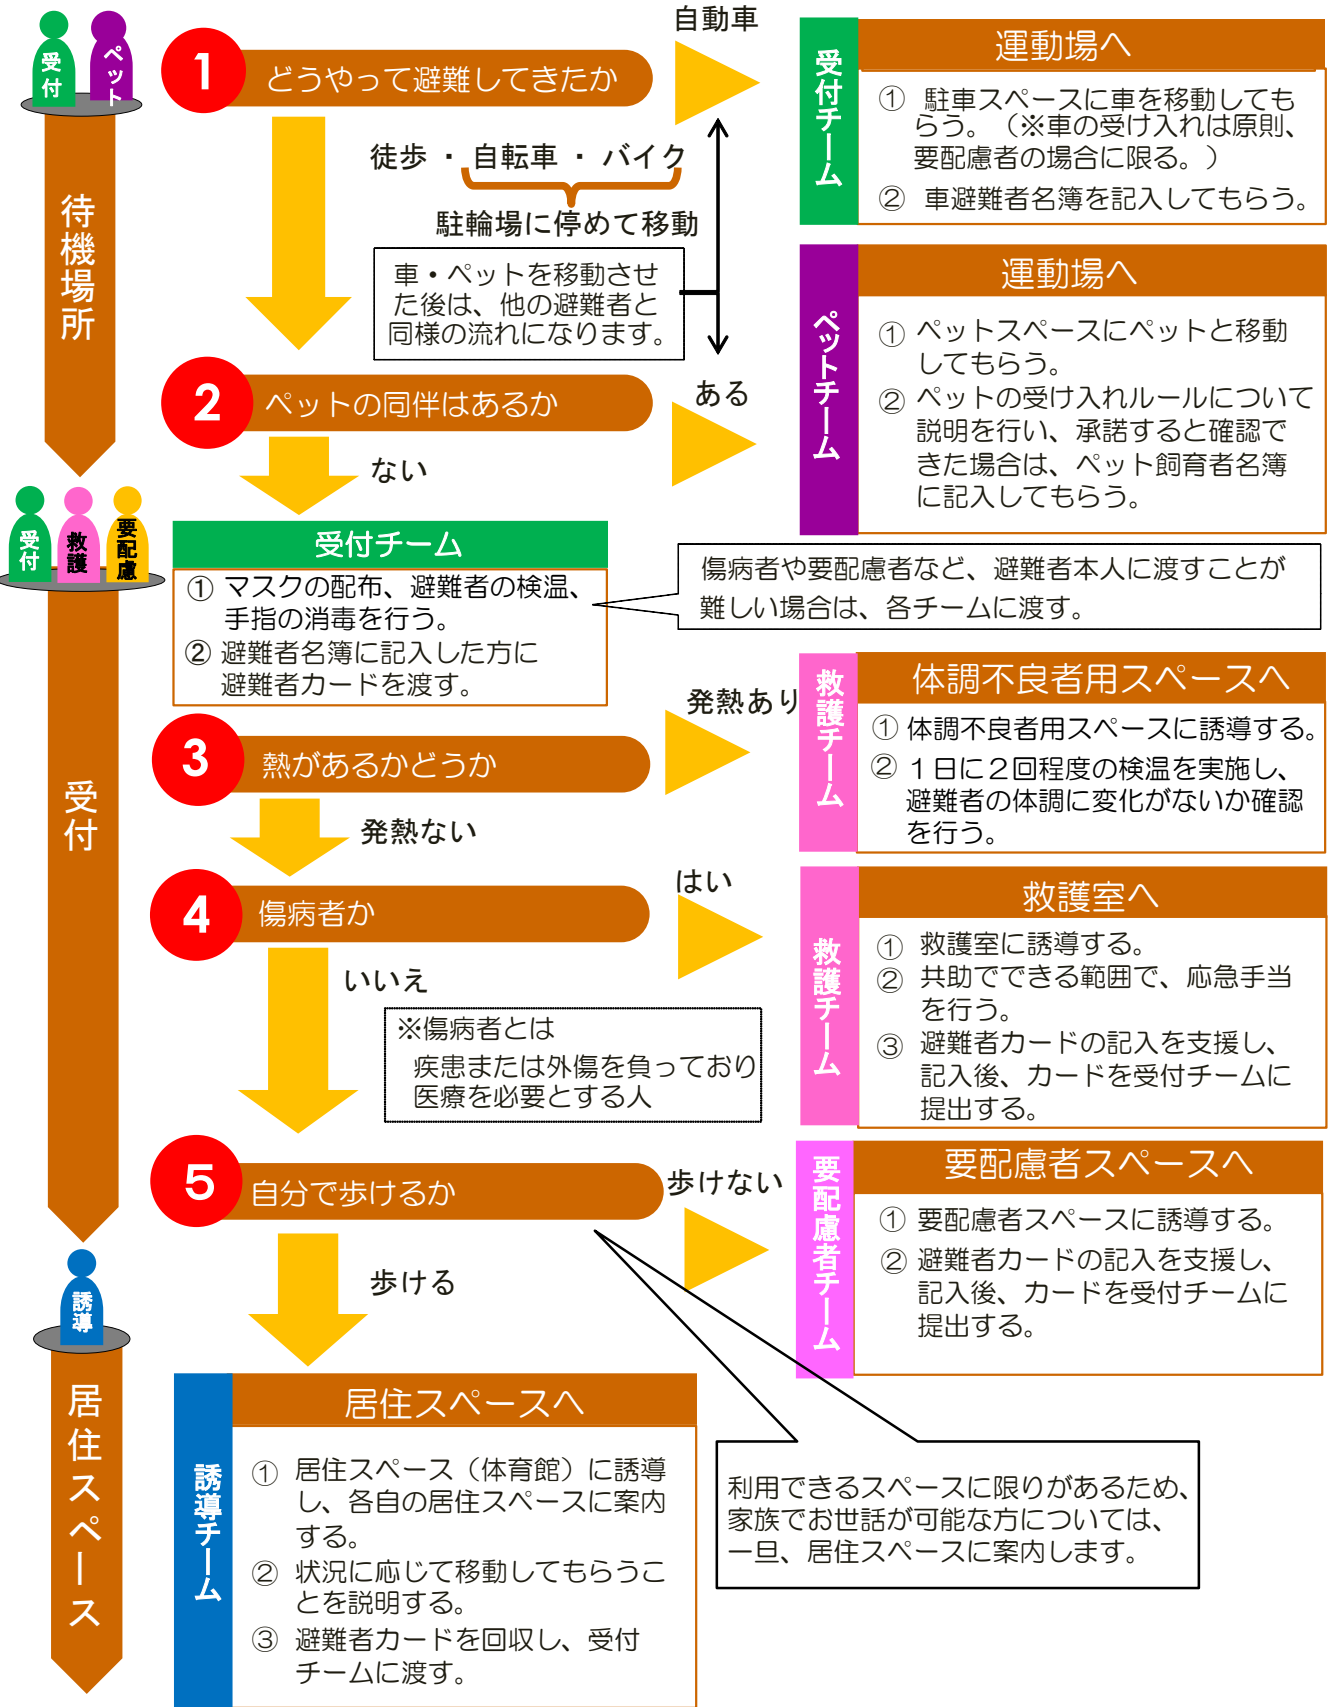 受付
ペット
待機場所
1
どうやって避難してきたか
自動車
徒歩 ・ 自転車 ・ バイク
駐輪場に停めて移動
車・ペットを移動させ
た後は、他の避難者と
同様の流れになります。
受付チーム
運動場へ
① 駐車スペースに車を移動しても
らう。（※車の受け入れは原則、
要配慮者の場合に限る。）
② 車避難者名簿を記入してもらう。
2
ペットの同伴はあるか
ある
ない
ペットチーム
運動場へ
① ペットスペースにペットと移動
してもらう。
② ペットの受け入れルールについて
説明を行い、承諾すると確認で
きた場合は、ペット飼育者名簿
に記入してもらう。
受付
救護
要配慮
受付
受付チーム
① マスクの配布、避難者の検温、
手指の消毒を行う。
② 避難者名簿に記入した方に
避難者カードを渡す。
傷病者や要配慮者など、避難者本人に渡すことが
難しい場合は、各チームに渡す。
3
熱があるかどうか
発熱あり
発熱ない
救護チーム
体調不良者用スペースへ
① 体調不良者用スペースに誘導する。
② １日に２回程度の検温を実施し、
避難者の体調に変化がないか確認
を行う。
4
傷病者か
はい
いいえ
※傷病者とは
疾患または外傷を負っており
医療を必要とする人
救護チーム
救護室へ
① 救護室に誘導する。
② 共助でできる範囲で、応急手当
を行う。
③ 避難者カードの記入を支援し、
記入後、カードを受付チームに
提出する。
5
自分で歩けるか
歩けない
歩ける
要配慮者チーム
要配慮者スペースへ
① 要配慮者スペースに誘導する。
② 避難者カードの記入を支援し、
記入後、カードを受付チームに
提出する。
誘導
居住スペース
誘導チーム
居住スペースへ
① 居住スペース（体育館）に誘導
し、各自の居住スペースに案内
する。
② 状況に応じて移動してもらうこ
とを説明する。
③ 避難者カードを回収し、受付
チームに渡す。
利用できるスペースに限りがあるため、
家族でお世話が可能な方については、
一旦、居住スペースに案内します。